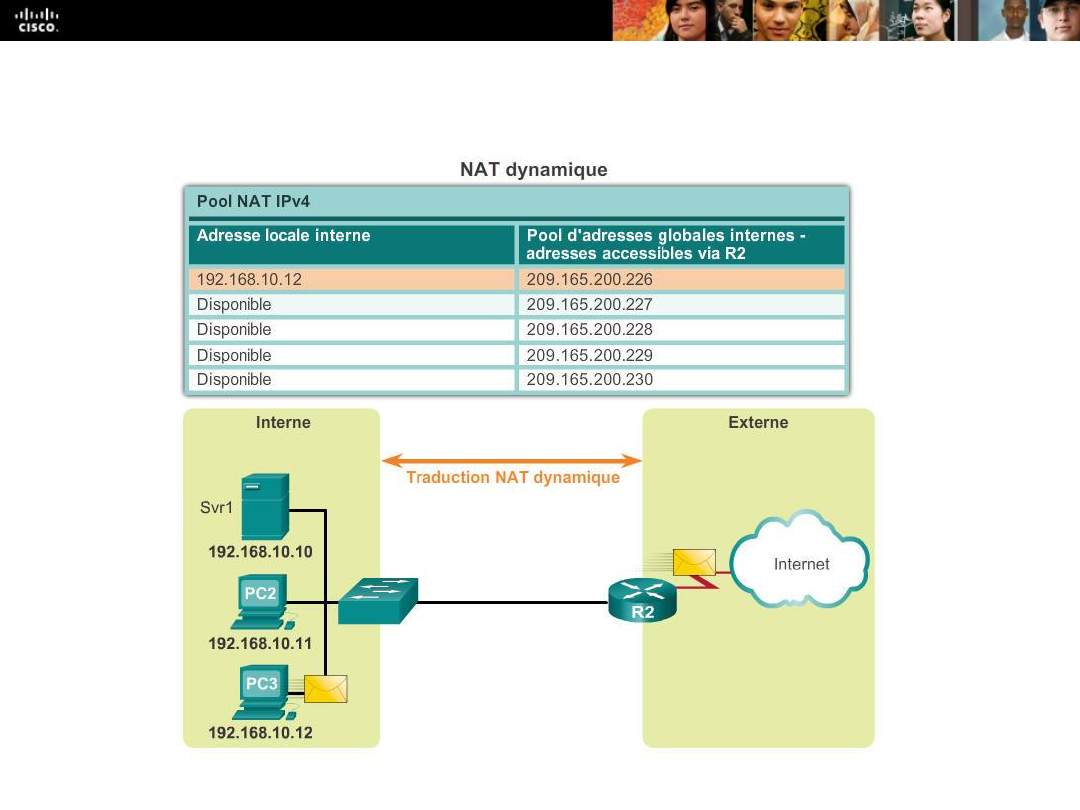 CISCO.
NAT dynamique
Pool NAT IPv4
Adresse locale interne
Pool d'adresses globales internes -
adresses accessibles via R2
192.168.10.12
209.165.200.226
Disponible
209.165.200.227
Disponible
209.165.200.228
Disponible
209.165.200.229
Disponible
209.165.200.230
Interne
Externe
Traduction NAT dynamique
Svr1
192.168.10.10
Internet
PC2
R2
192.168.10.11
PC3
192.168.10.12